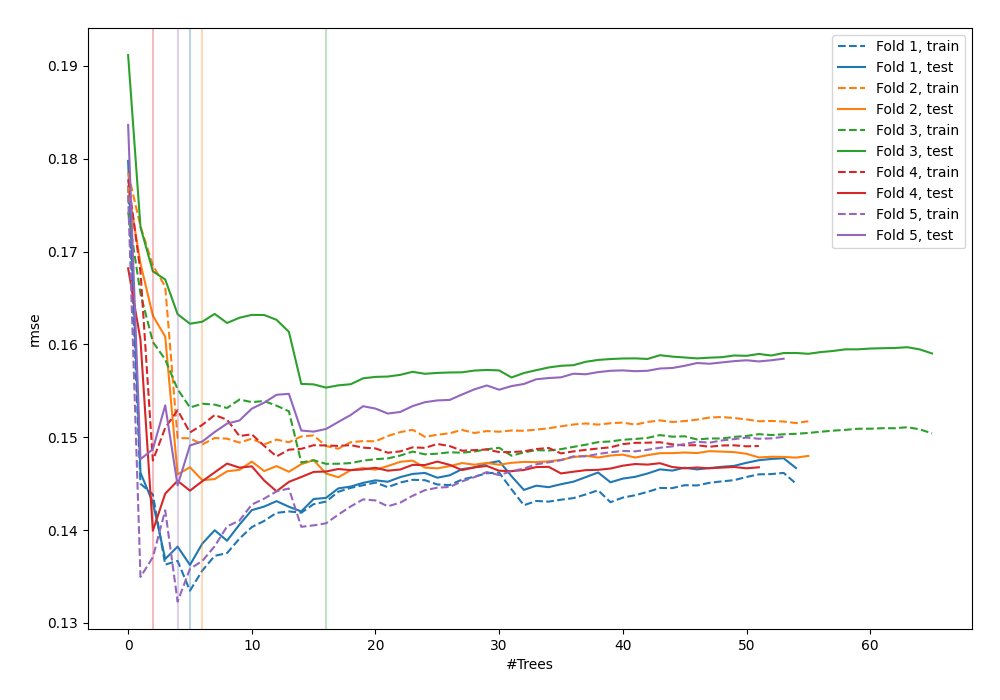 0.19
0.18
0.17
0.16
0.15
0.14
0.13
rmse
0
10
20
30
40
50
60
#Trees
Fold 1, train
Fold 1, test
Fold 2, train
Fold 2, test
Fold 3, train
Fold 3, test
Fold 4, train
Fold 4, test
Fold 5, train
Fold 5, test